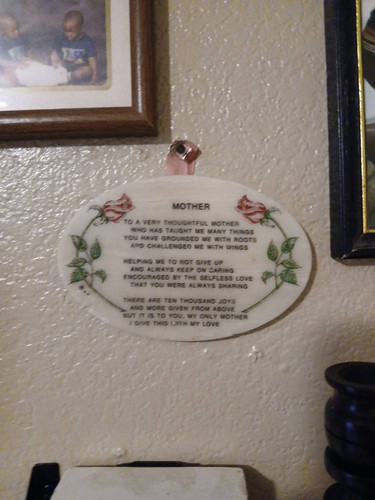 MOTHER
TO A VERY THOUGHTFUL MOTHER
WHO HAS TAUGHT ME MANY THINGS
YOU HAVE GROUNDED ME WITH ROOTS
AND CHALLENGED ME WITH WINGS
HELPING ME TO NOT GIVE UP
AND ALWAYS KEEP ON CARING
ENCOURAGED BY THE SELFLESS LOVE
THAT YOU WERE ALWAYS SHARING
THERE ARE TEN THOUSAND JOYS
AND MORE GIVEN FROM ABOVE
BUT IT IS TO YOU, MY ONLY MOTHER
I GIVE THIS WITH MY LOVE